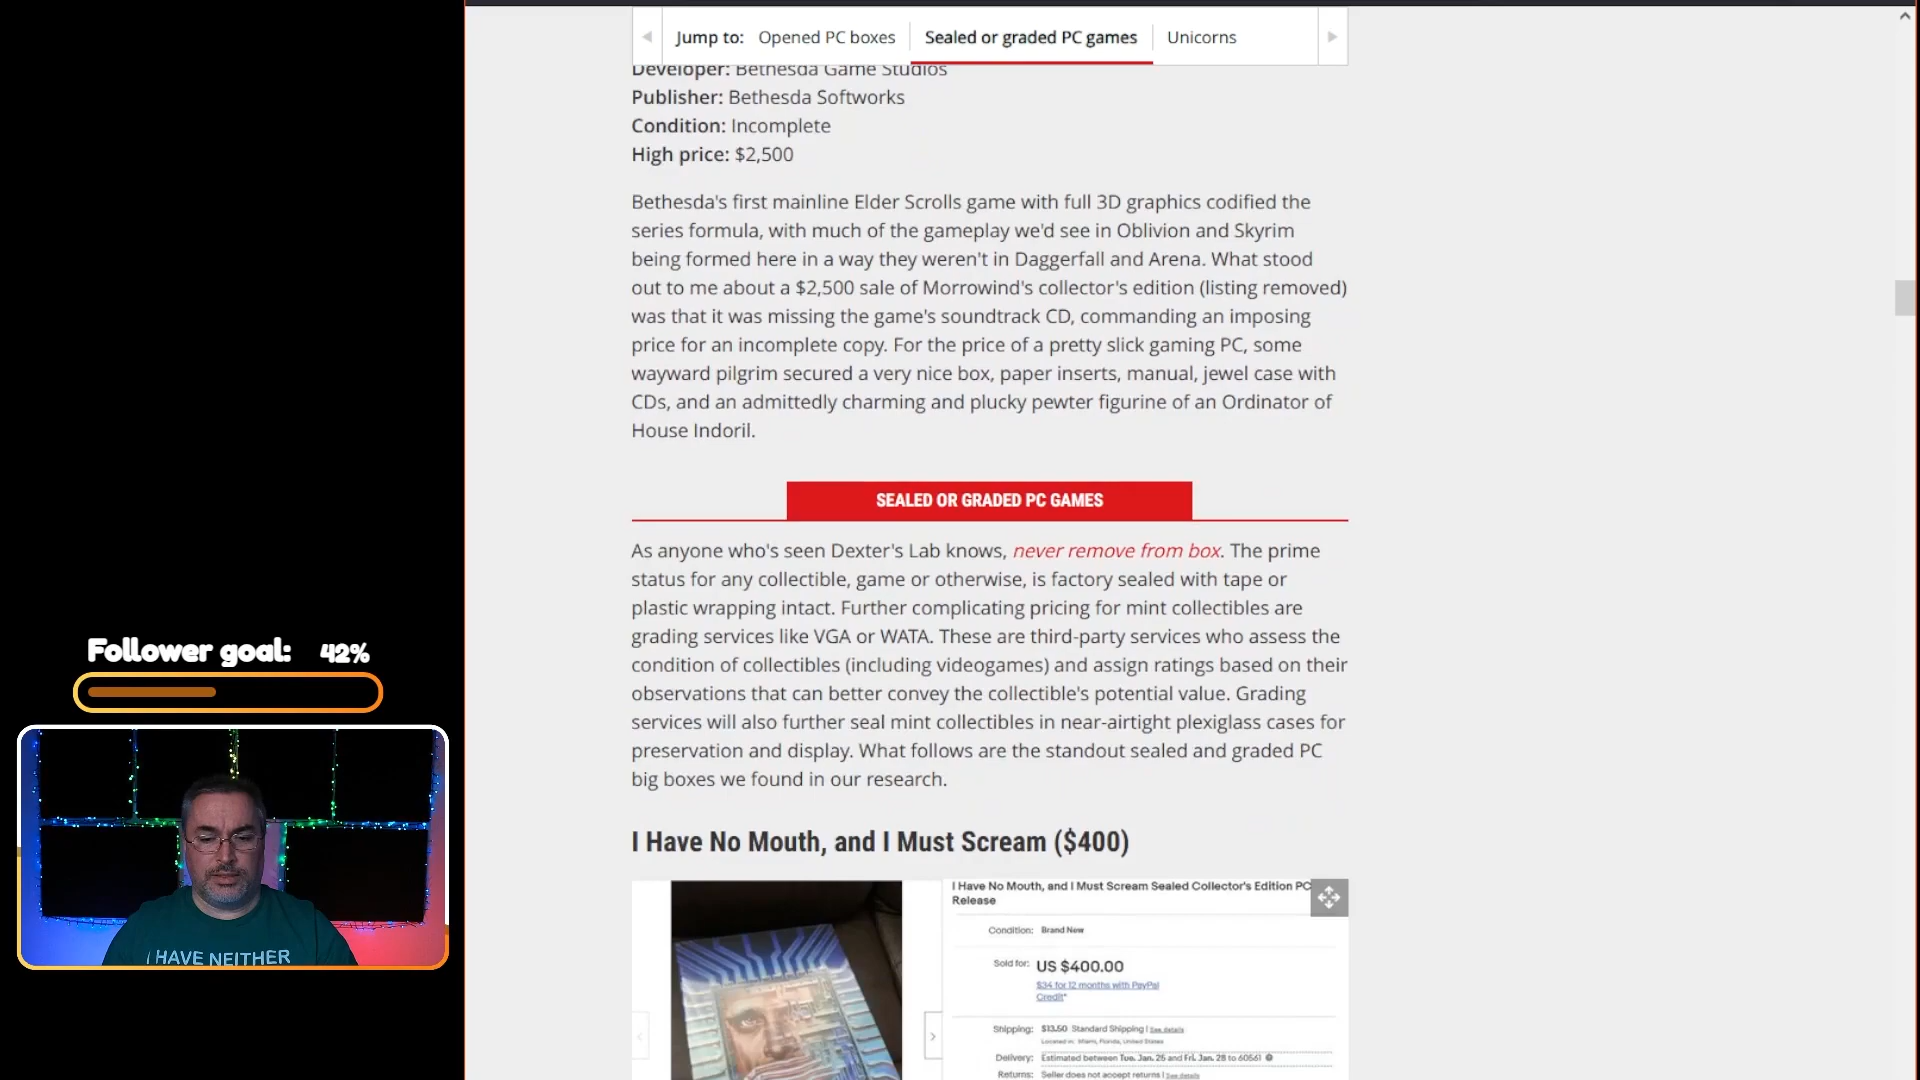 Jump to: Opened PC boxes Sealed or graded PC games Unicorns
Developer: Bethesda Game Studios
Publisher: Bethesda Softworks
Condition: Incomplete
High price: $2,500
Bethesda's first mainline Elder Scrolls game with full 3D graphics codified the
series formula, with much of the gameplay we'd see in Oblivion and Skyrim
being formed here in a way they weren't in Daggerfall and Arena. What stood
out to me about a $2,500 sale of Morrowind's collector's edition (listing removed)
was that it was missing the game's soundtrack CD, commanding an imposing
price for an incomplete copy. For the price of a pretty slick gaming PC, some
wayward pilgrim secured a very nice box, paper inserts, manual, jewel case with
CDs, and an admittedly charming and plucky pewter figurine of an Ordinator of
House Indoril.
SEALED OR GRADED PC GAMES
As anyone who's seen Dexter's Lab knows, never remove from box. The prime
status for any collectible, game or otherwise, is factory sealed with tape or
plastic wrapping intact. Further complicating pricing for mint collectibles are
grading services like VGA or WATA. These are third-party services who assess the
condition of collectibles (including videogames) and assign ratings based on their
observations that can better convey the collectible's potential value. Grading
services will also further seal mint collectibles in near-airtight plexiglass cases for
preservation and display. What follows are the standout sealed and graded PC
big boxes we found in our research.
I Have No Mouth, and I Must Scream ($400)
I Have No Mouth, and I Must Scream Sealed Collector's Edition PC
Release
Condition: Brand New
Sold for: US $400.00
$34 for 12 months with PayPal
Credit*
Shipping: $13.50 Standard Shipping | See details
Located in: Miami, Florida, United States
Delivery: Estimated between Tue. Jan. 25 and Fri. Jan. 28 to 60561
Returns: Seller does not accept returns | See details
Follower goal: 42%
I HAVE NEITHER